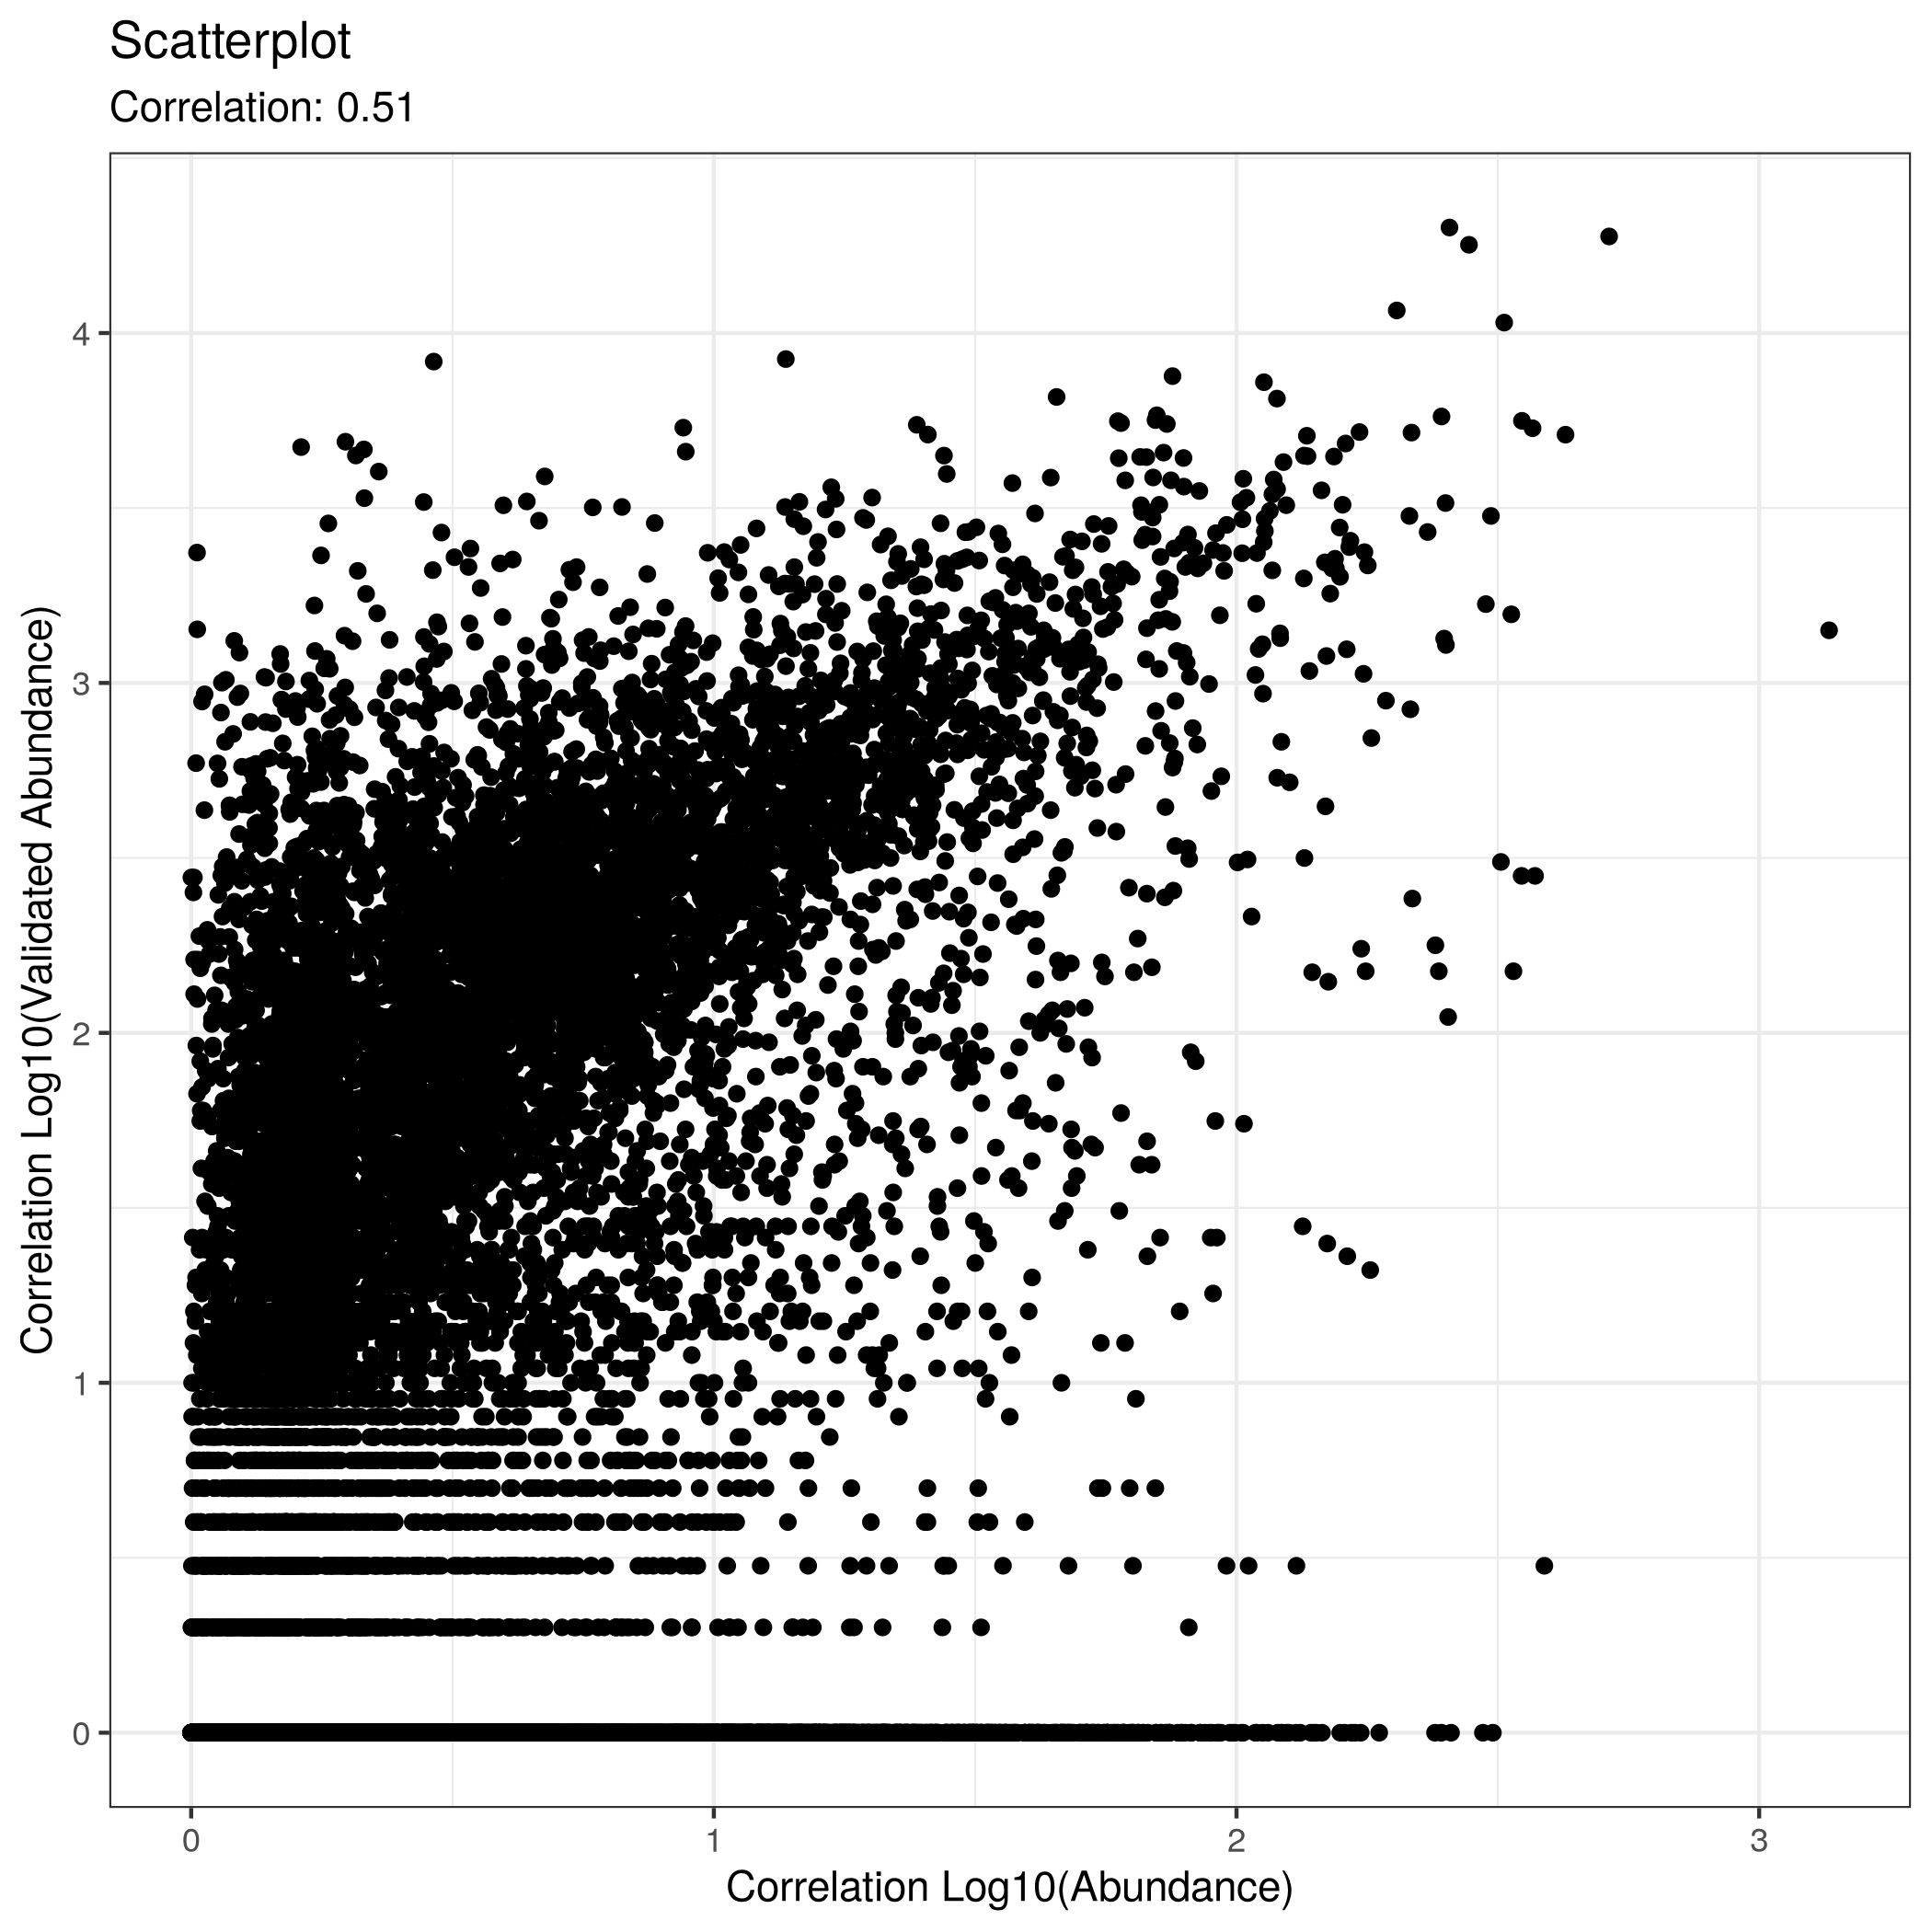 Scatterplot
Correlation: 0.51
Correlation Log10(Validated Abundance)
4
3
2
1
0
0
1
2
3
Correlation Log10(Abundance)